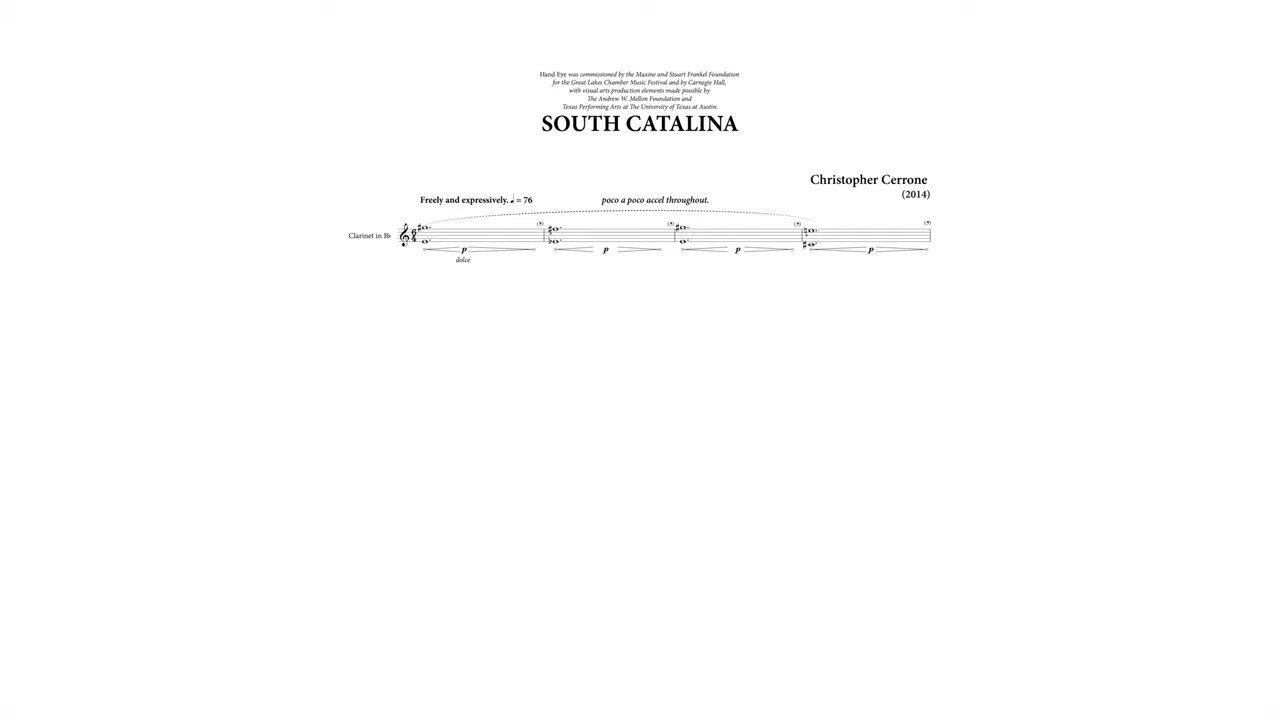 Hand Eye was commissioned by the Maxine and Stuart Frankel Foundation
for the Great Lakes Chamber Music Festival and by Carnegie Hall,
with visual arts production elements made possible by
The Andrew W. Mellon Foundation and
Texas Performing Arts at The University of Texas at Austin.
SOUTH CATALINA
Christopher Cerrone
(2014)
Freely and expressively. ♩ = 76 poco a poco accel throughout.
Clarinet in B♭
6
4
p p p p
dolce